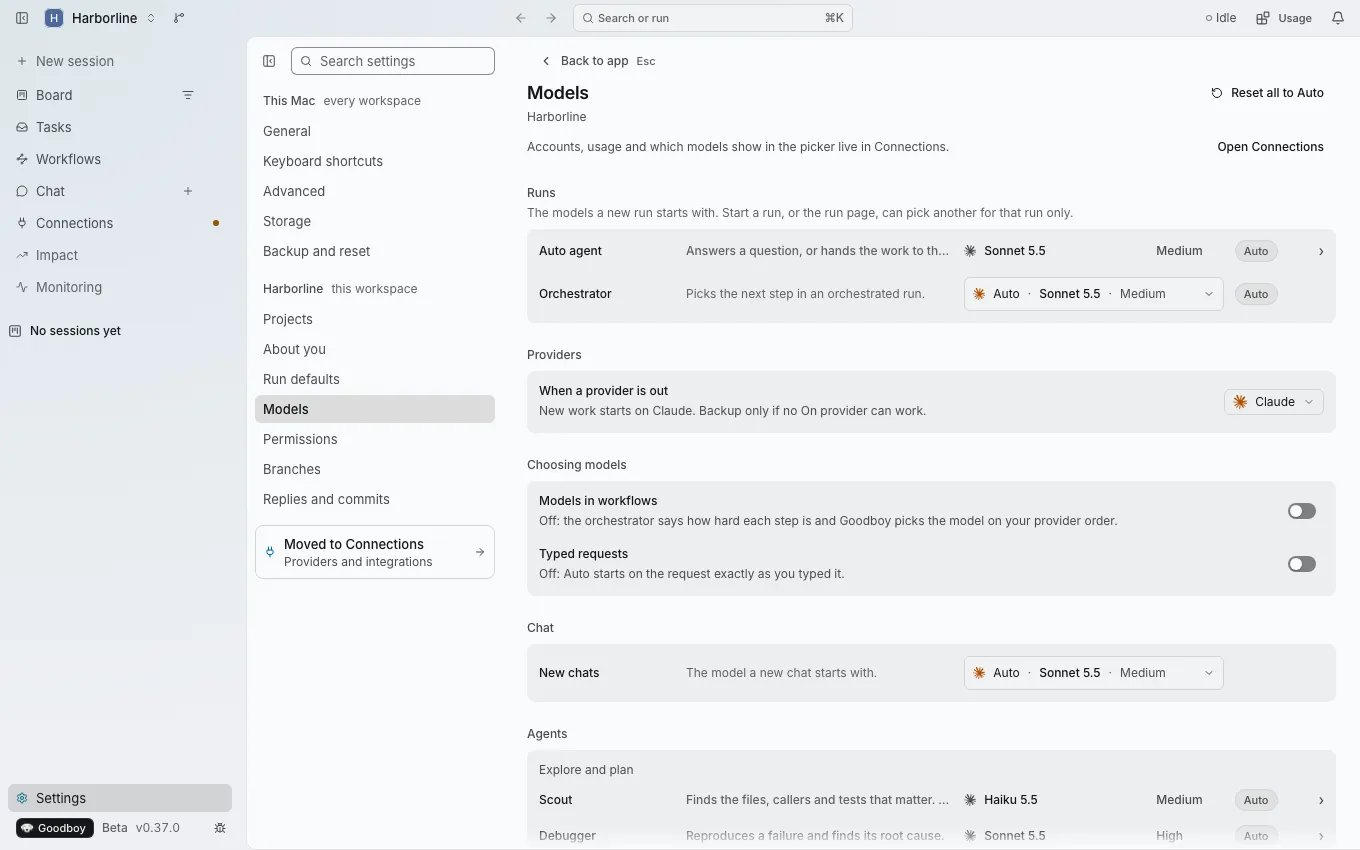 Harborline
Search or run
⌘K
Idle
Usage
New session
Board
Tasks
Workflows
Chat
Connections
Impact
Monitoring
No sessions yet
Settings
Goodboy
Beta
v0.37.0
Search settings
This Mac every workspace
General
Keyboard shortcuts
Advanced
Storage
Backup and reset
Harborline this workspace
Projects
About you
Run defaults
Models
Permissions
Branches
Replies and commits
Moved to Connections
Providers and integrations
Back to app Esc
Models
Reset all to Auto
Harborline
Accounts, usage and which models show in the picker live in Connections.
Open Connections
Runs
The models a new run starts with. Start a run, or the run page, can pick another for that run only.
Auto agent Answers a question, or hands the work to th... Sonnet 5.5 Medium Auto
Orchestrator Picks the next step in an orchestrated run. Auto · Sonnet 5.5 · Medium Auto
Providers
When a provider is out
New work starts on Claude. Backup only if no On provider can work.
Claude
Choosing models
Models in workflows
Off: the orchestrator says how hard each step is and Goodboy picks the model on your provider order.
Typed requests
Off: Auto starts on the request exactly as you typed it.
Chat
New chats The model a new chat starts with. Auto · Sonnet 5.5 · Medium
Agents
Explore and plan
Scout Finds the files, callers and tests that matter. ... Haiku 5.5 Medium Auto
Debugger Reproduces a failure and finds its root cause. Sonnet 5.5 High Auto